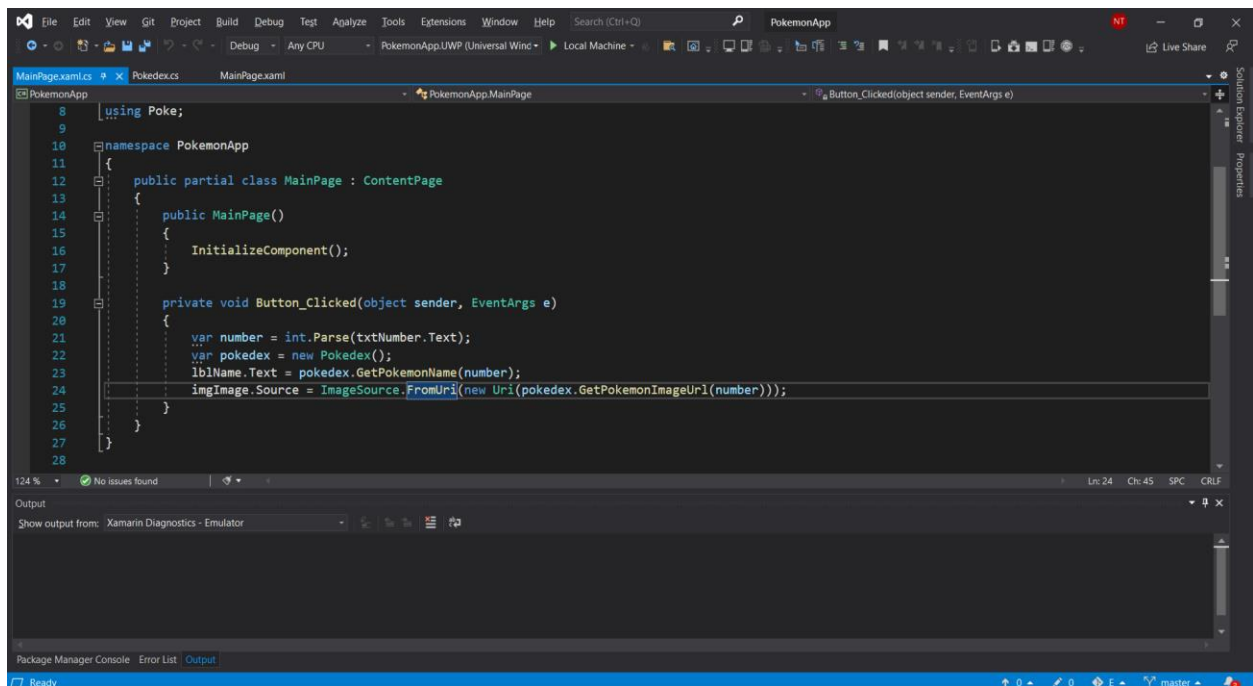 File Edit View Git Project Build Debug Test Analyze Tools Extensions Window Help Search (Ctrl+Q) PokemonApp NT
Debug Any CPU PokemonApp.UWP (Universal Winc Local Machine Live Share
MainPage.xaml.cs Pokedex.cs MainPage.xaml
PokemonApp PokemonApp.MainPage Button_Clicked(object sender, EventArgs e)
Solution Explorer
Properties
8 using Poke;
9
10 namespace PokemonApp
11 {
12 public partial class MainPage : ContentPage
13 {
14 public MainPage()
15 {
16 InitializeComponent();
17 }
18
19 private void Button_Clicked(object sender, EventArgs e)
20 {
21 var number = int.Parse(txtNumber.Text);
22 var pokedex = new Pokedex();
23 lblName.Text = pokedex.GetPokemonName(number);
24 imgImage.Source = ImageSource.FromUri(new Uri(pokedex.GetPokemonImageUrl(number)));
25 }
26 }
27 }
28
124 % No issues found Ln: 24 Ch: 45 SPC CRLF
Output
Show output from: Xamarin Diagnostics - Emulator
Package Manager Console Error List Output
Ready 0 0 E master